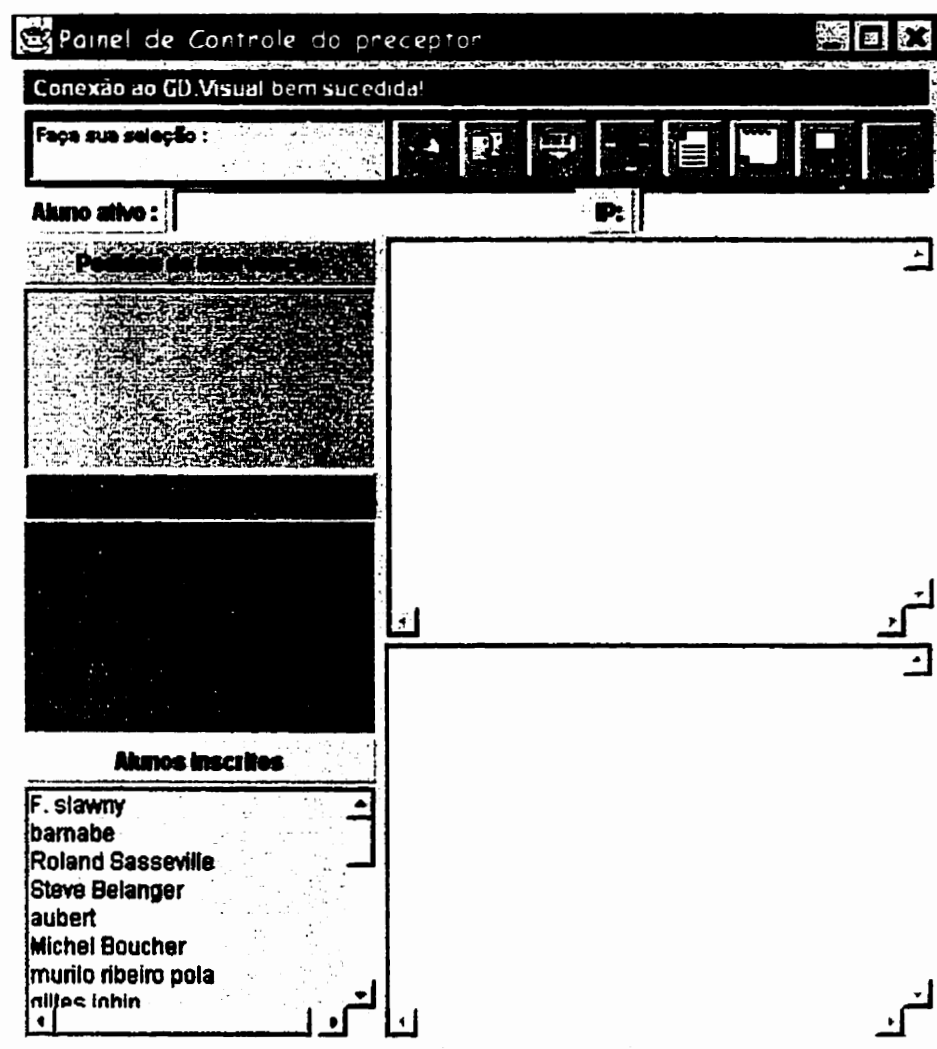 Painel de Controle do preceptor
Conexão ao GD.Visual bem sucedida!
Faça sua seleção :
Aluno ativo :
IP:
Alunos inscritos
F. slawny
barnabe
Roland Sasseville
Steve Belanger
aubert
Michel Boucher
murilo ribeiro pola
gilles